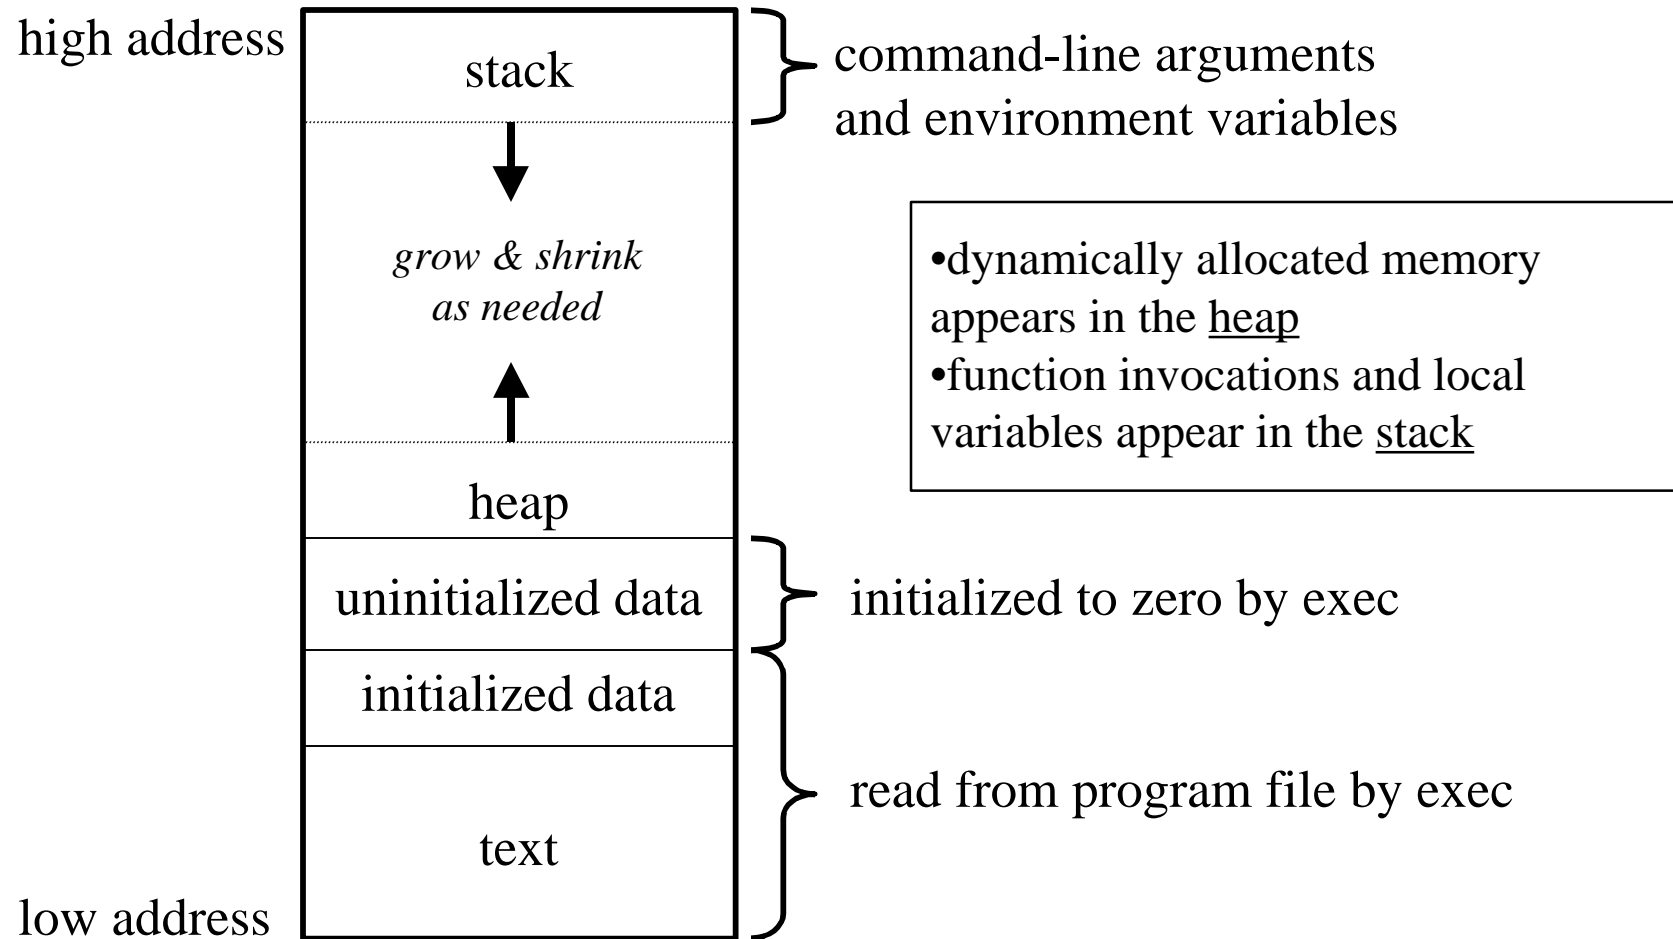 high address
stack
command-line arguments
and environment variables
grow & shrink
as needed
•dynamically allocated memory
appears in the heap
•function invocations and local
variables appear in the stack
heap
uninitialized data
initialized to zero by exec
initialized data
read from program file by exec
text
low address